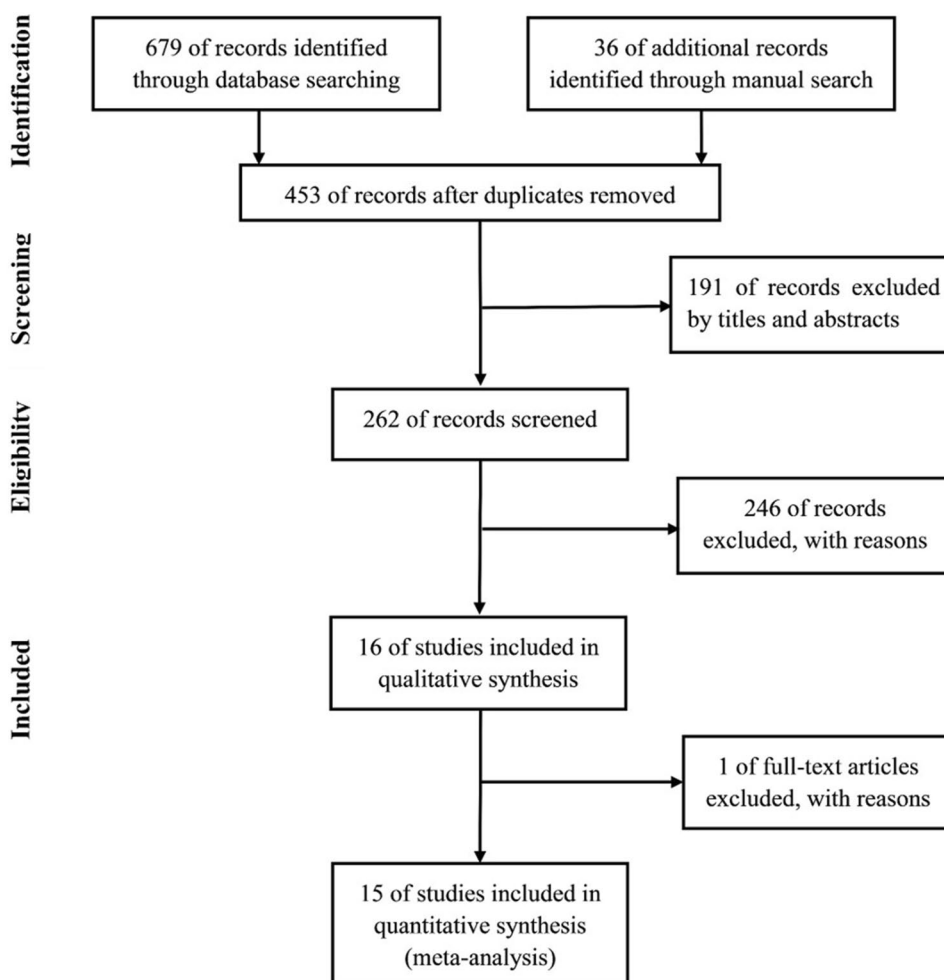 Identification
679 of records identified
through database searching
36 of additional records
identified through manual search
453 of records after duplicates removed
Screening
191 of records excluded
by titles and abstracts
Eligibility
262 of records screened
246 of records
excluded, with reasons
Included
16 of studies included in
qualitative synthesis
1 of full-text articles
excluded, with reasons
15 of studies included in
quantitative synthesis
(meta-analysis)